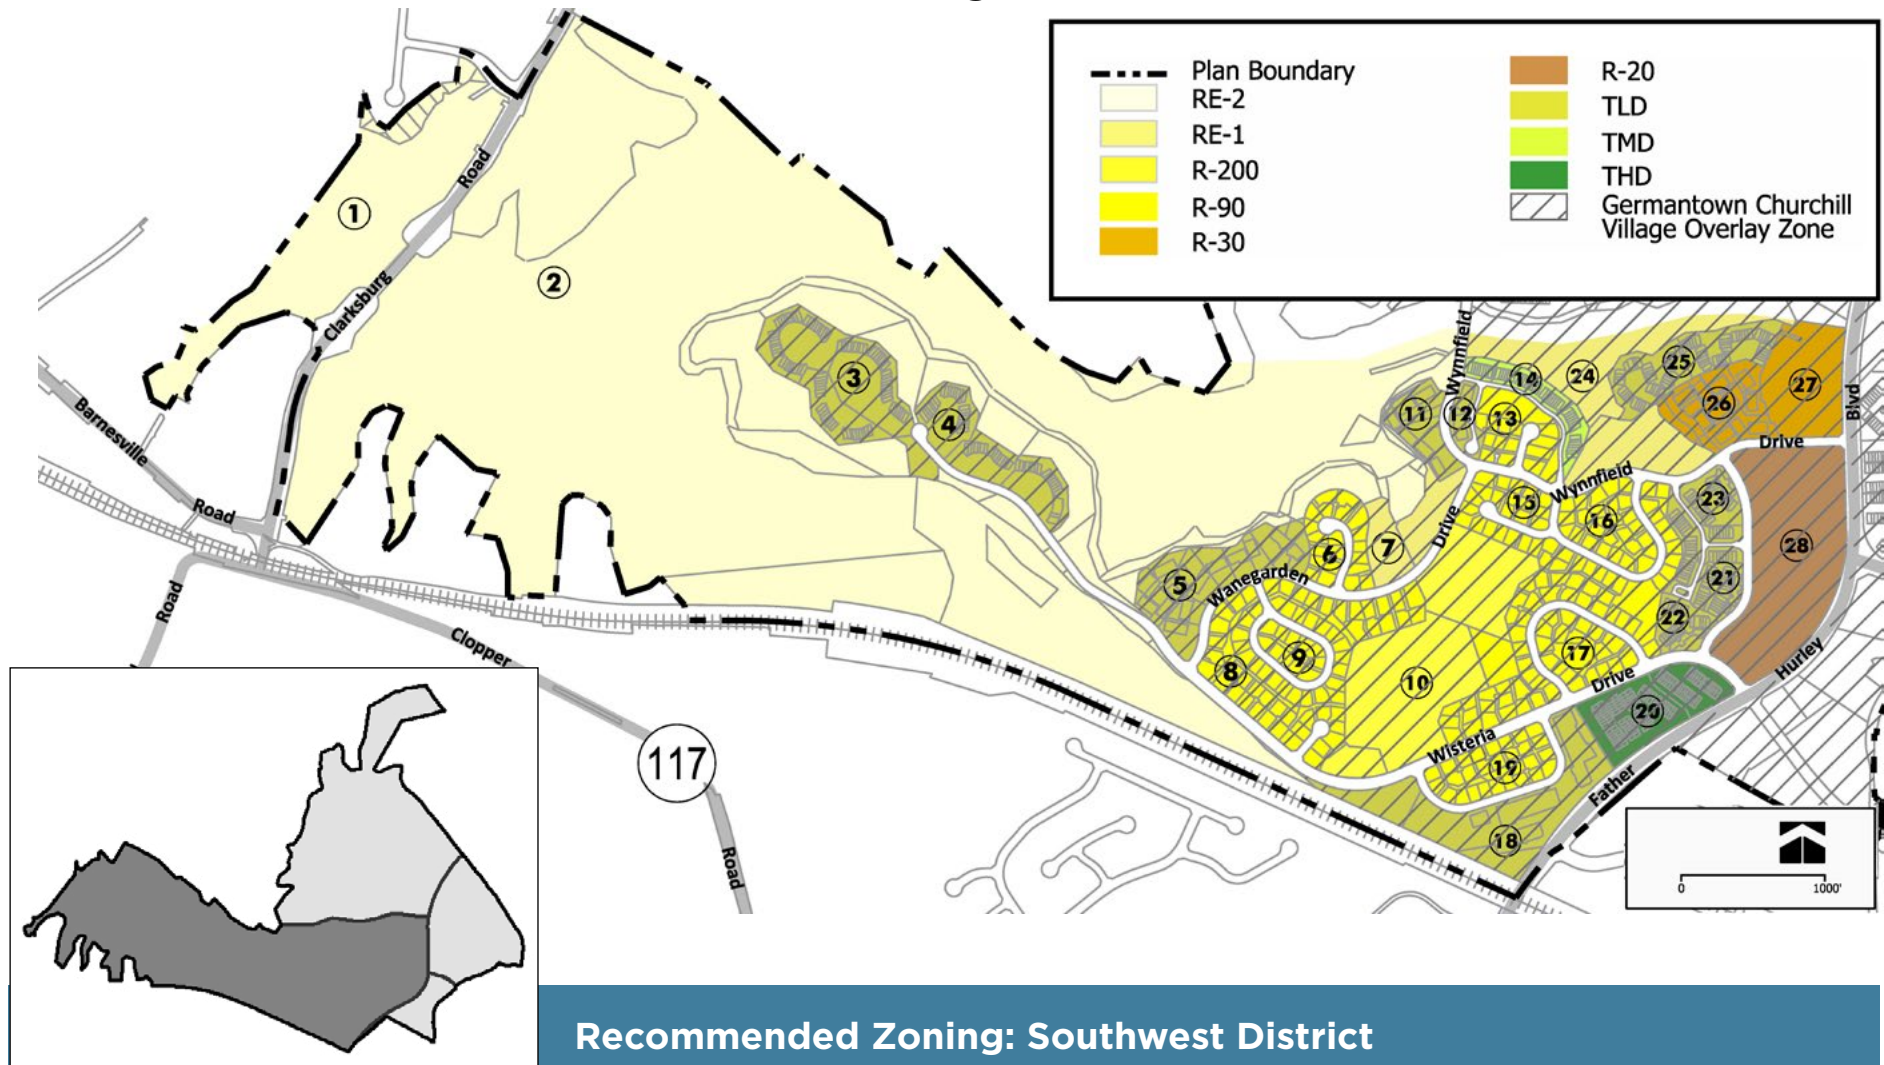 Plan Boundary
RE-2
RE-1
R-200
R-90
R-30
R-20
TLD
TMD
THD
Germantown Churchill
Village Overlay Zone
Road
Clarksburg
Barnesville
Road
Road
Clopper
117
Road
Wynnfield
Blvd
Drive
Wynnfield
Drive
Wanegarden
Drive
Hurley
Wisteria
Father
1
2
3
4
5
6
7
8
9
10
11
12
13
14
15
16
17
18
19
20
21
22
23
24
25
26
27
28
0 1000'
Recommended Zoning: Southwest District